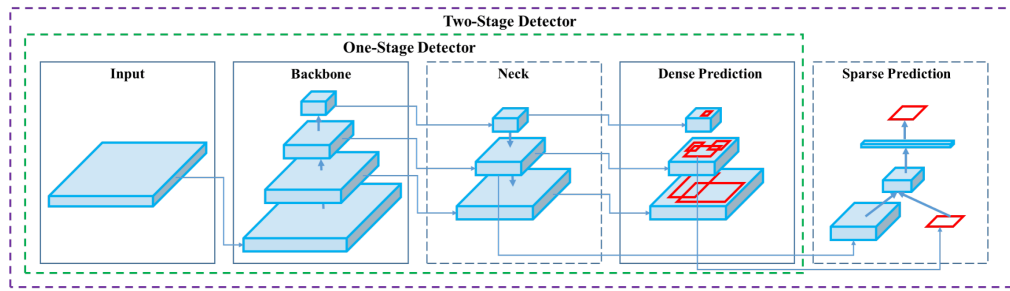 Two-Stage Detector
One-Stage Detector
Input
Backbone
Neck
Dense Prediction
Sparse Prediction